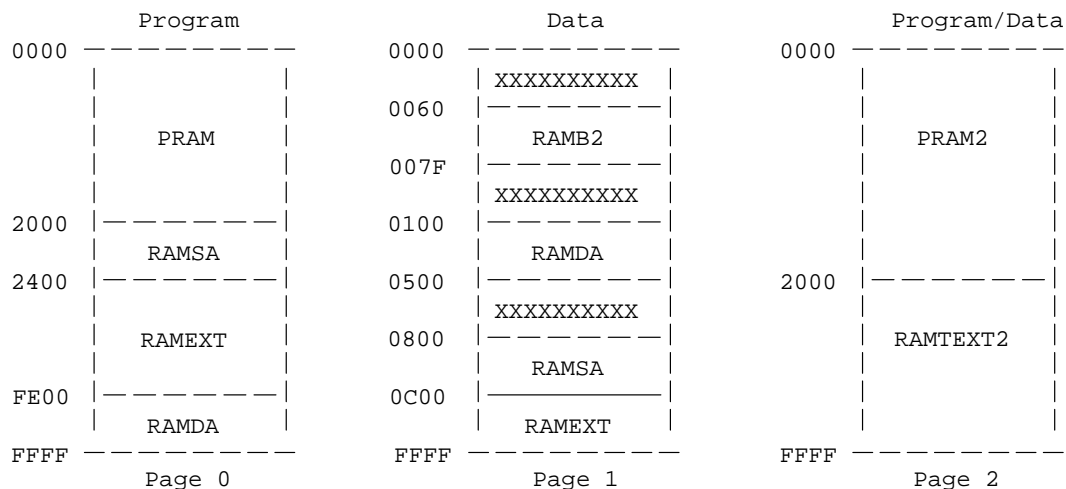 Program Data Program/Data
0000 0000 0000
XXXXXXXXXX
0060
PRAM RAMB2 PRAM2
007F
XXXXXXXXXX
2000 0100
RAMSA RAMDA
2400 0500 2000
XXXXXXXXXX
RAMEXT 0800 RAMTEXT2
RAMSA
FE00 0C00
RAMDA RAMEXT
FFFF FFFF FFFF
Page 0 Page 1 Page 2